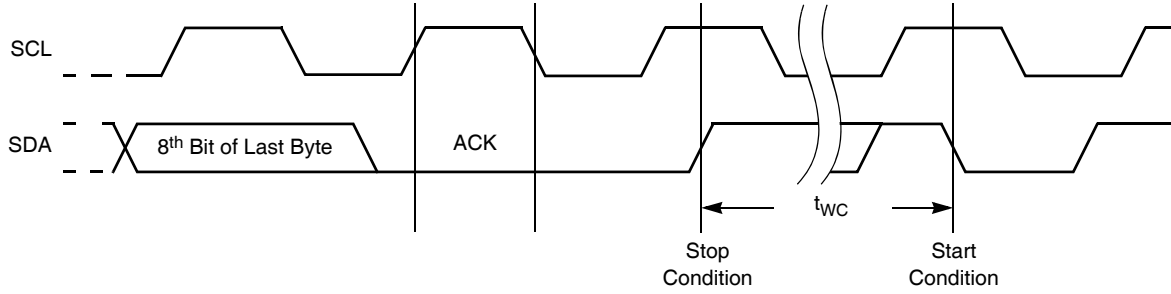 SCL
SDA
8th Bit of Last Byte
ACK
tWC
Stop
Condition
Start
Condition